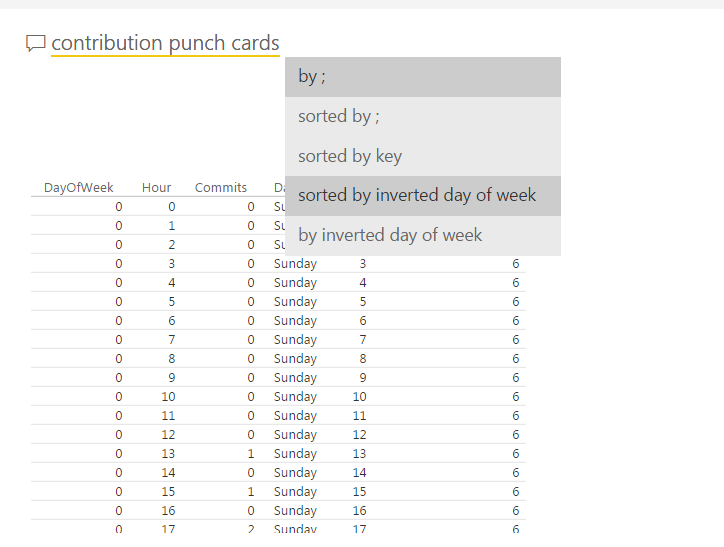 contribution punch cards
by ;
sorted by ;
sorted by key
sorted by inverted day of week
by inverted day of week
DayOfWeek Hour Commits
0 0 0
0 1 0
0 2 0
0 3 0 Sunday 3 6
0 4 0 Sunday 4 6
0 5 0 Sunday 5 6
0 6 0 Sunday 6 6
0 7 0 Sunday 7 6
0 8 0 Sunday 8 6
0 9 0 Sunday 9 6
0 10 0 Sunday 10 6
0 11 0 Sunday 11 6
0 12 0 Sunday 12 6
0 13 1 Sunday 13 6
0 14 0 Sunday 14 6
0 15 1 Sunday 15 6
0 16 0 Sunday 16 6
0 17 2 Sunday 17 6